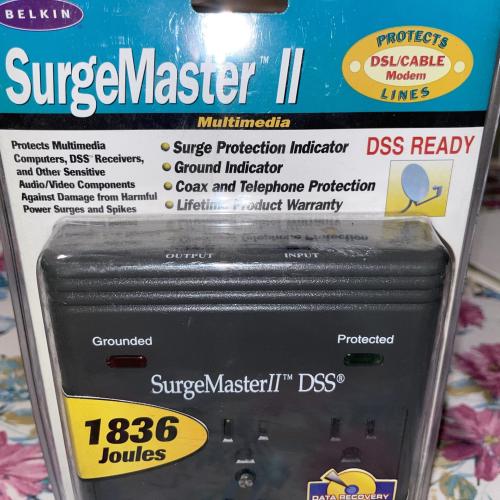 BELKIN
SurgeMaster™ II
Multimedia
PROTECTS
DSL/CABLE
Modem
LINES
Protects Multimedia
Computers, DSS™ Receivers,
and Other Sensitive
Audio/Video Components
Against Damage from Harmful
Power Surges and Spikes
• Surge Protection Indicator
• Ground Indicator
• Coax and Telephone Protection
• Lifetime Product Warranty
DSS READY
OUTPUT INPUT
Grounded Protected
SurgeMasterII™ DSS®
1836
Joules
DATA RECOVERY